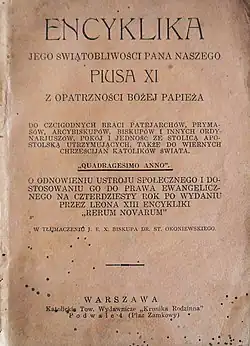 ENCYKLIKA
JEGO ŚWIĄTOBLIWOŚCI PANA NASZEGO
PIUSA XI
Z OPATRZNOŚCI BOŻEJ PAPIEŻA
DO CZCIGODNYCH BRACI PATRJARCHÓW, PRYMA-
SÓW, ARCYBISKUPÓW, BISKUPÓW I INNYCH ORDY-
NARJUSZÓW, POKÓJ I JEDNOŚĆ ZE STOLICĄ APO-
STOLSKĄ UTRZYMUJĄCYCH, TAKŻE DO WIERNYCH
CHRZEŚCIJAN KATOLIKÓW ŚWIATA.
„QUADRAGESIMO ANNO".
O ODNOWIENIU USTROJU SPOŁECZNEGO I DO-
STOSOWANIU GO DO PRAWA EWANGELICZ-
NEGO NA CZTERDZIESTY ROK PO WYDANIU
PRZEZ LEONA XIII ENCYKLIKI
„RERUM NOVARUM"
W TŁUMACZENIU J. E. X. BISKUPA DR. ST. OKONIEWSKIEGO.
WARSZAWA
Katolickie Tow. Wydawnicze „Kronika Rodzinna"
Podwale 4 (Plac Zamkowy)